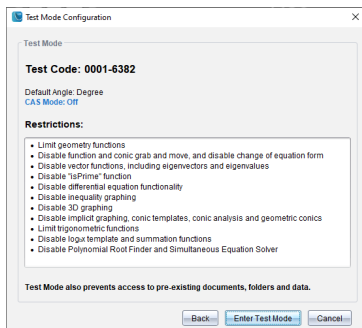 Test Mode Configuration
Test Mode
Test Code: 0001-6382
Default Angle: Degree
CAS Mode: Off
Restrictions:
• Limit geometry functions
• Disable function and conic grab and move, and disable change of equation form
• Disable vector functions, including eigenvectors and eigenvalues
• Disable "isPrime" function
• Disable differential equation functionality
• Disable inequality graphing
• Disable 3D graphing
• Disable implicit graphing, conic templates, conic analysis and geometric conics
• Limit trigonometric functions
• Disable logₐx template and summation functions
• Disable Polynomial Root Finder and Simultaneous Equation Solver
Test Mode also prevents access to pre-existing documents, folders and data.
Back Enter Test Mode Cancel